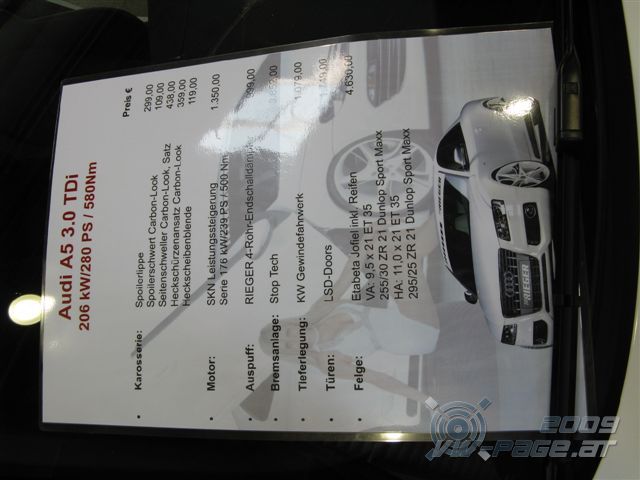 Audi A5 3.0 TDi
206 kW/280 PS / 580Nm
Preis €
Karosserie: Spoilerlippe 299,00
Spoilerschwert Carbon-Look 109,00
Seitenschweller Carbon-Look, Satz 438,00
Heckschürzenansatz Carbon-Look 359,00
Heckscheibenblende 119,00
Motor: SKN Leistungssteigerung 1.350,00
Serie 176 kW/239 PS / 500 Nm
Auspuff: RIEGER 4-Rohr-Endschalldämpfer
Bremsanlage: Stop Tech
Tieferlegung: KW Gewindefahrwerk 1.079,00
Türen: LSD-Doors
Felge: Etabeta Jofiel inkl. Reifen 4.630,00
VA: 9,5 x 21 ET 35
255/30 ZR 21 Dunlop Sport Maxx
HA: 11,0 x 21 ET 35
295/25 ZR 21 Dunlop Sport Maxx
RIEGER
2009
VW-PAGE.AT